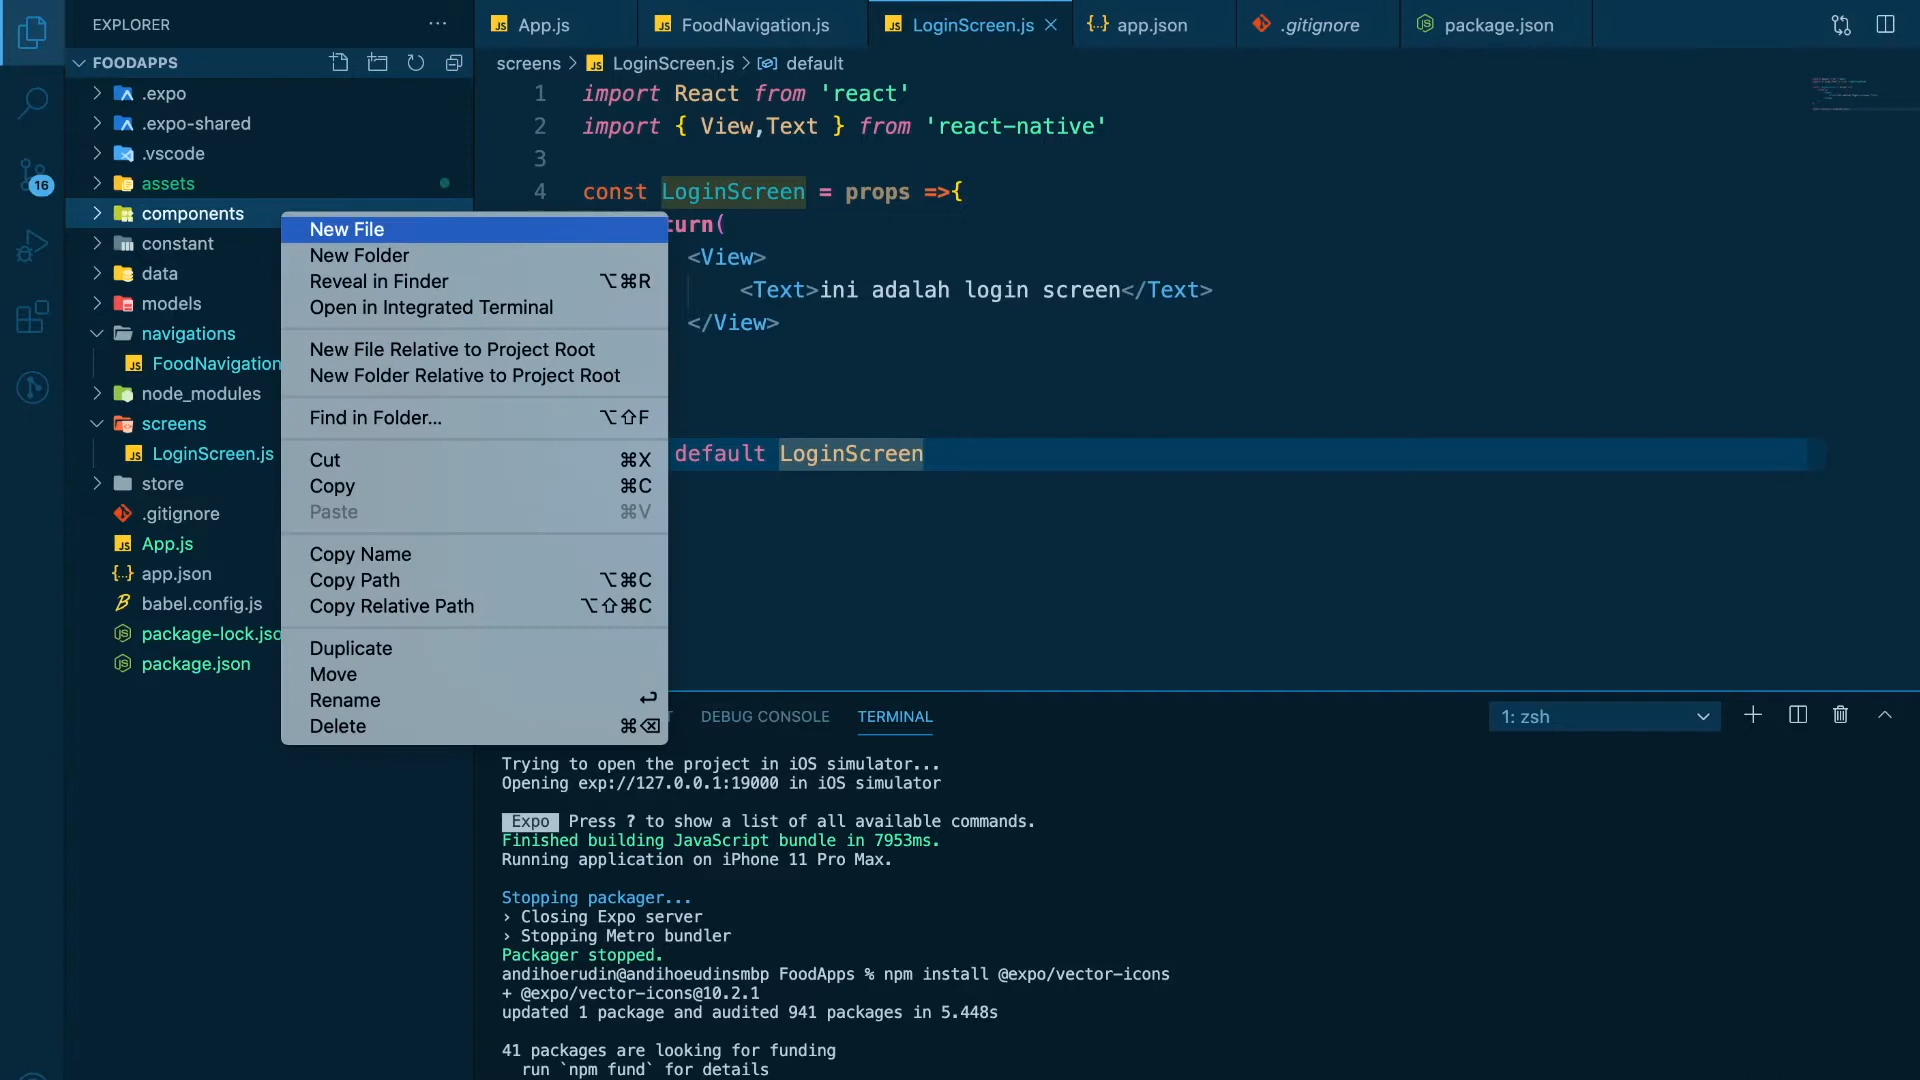 EXPLORER
FOODAPPS
.expo
.expo-shared
.vscode
assets
components
constant
data
models
navigations
FoodNavigation
node_modules
screens
LoginScreen.js
store
.gitignore
App.js
app.json
babel.config.js
package-lock.jso
package.json
16
New File
New Folder
Reveal in Finder ⌥⌘R
Open in Integrated Terminal
New File Relative to Project Root
New Folder Relative to Project Root
Find in Folder... ⌥⇧F
Cut ⌘X
Copy ⌘C
Paste ⌘V
Copy Name
Copy Path ⌥⌘C
Copy Relative Path ⌥⇧⌘C
Duplicate
Move
Rename ↩
Delete ⌘⌫
App.js FoodNavigation.js LoginScreen.js app.json .gitignore package.json
screens > LoginScreen.js > default
1 import React from 'react'
2 import { View,Text } from 'react-native'
3
4 const LoginScreen = props =>{
turn(
<View>
<Text>ini adalah login screen</Text>
</View>
default LoginScreen
DEBUG CONSOLE TERMINAL 1: zsh
Trying to open the project in iOS simulator...
Opening exp://127.0.0.1:19000 in iOS simulator
Expo Press ? to show a list of all available commands.
Finished building JavaScript bundle in 7953ms.
Running application on iPhone 11 Pro Max.
Stopping packager...
› Closing Expo server
› Stopping Metro bundler
Packager stopped.
andihoerudin@andihoeudinsmbp FoodApps % npm install @expo/vector-icons
+ @expo/vector-icons@10.2.1
updated 1 package and audited 941 packages in 5.448s
41 packages are looking for funding
run `npm fund` for details